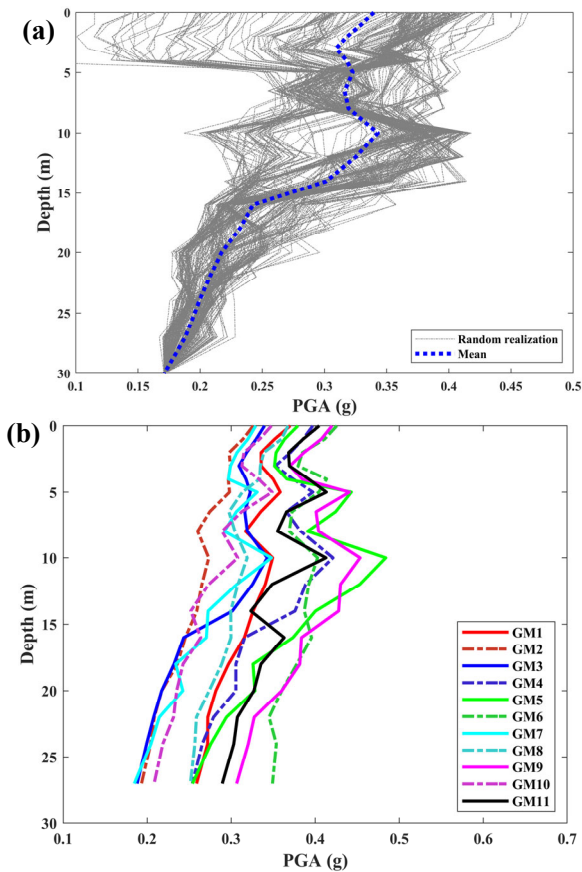 (a)
0
5
10
15
20
25
30
Depth (m)
0.1 0.15 0.2 0.25 0.3 0.35 0.4 0.45 0.5
PGA (g)
Random realization
Mean
(b)
0
5
10
15
20
25
30
Depth (m)
0.1 0.2 0.3 0.4 0.5 0.6 0.7
PGA (g)
GM1
GM2
GM3
GM4
GM5
GM6
GM7
GM8
GM9
GM10
GM11